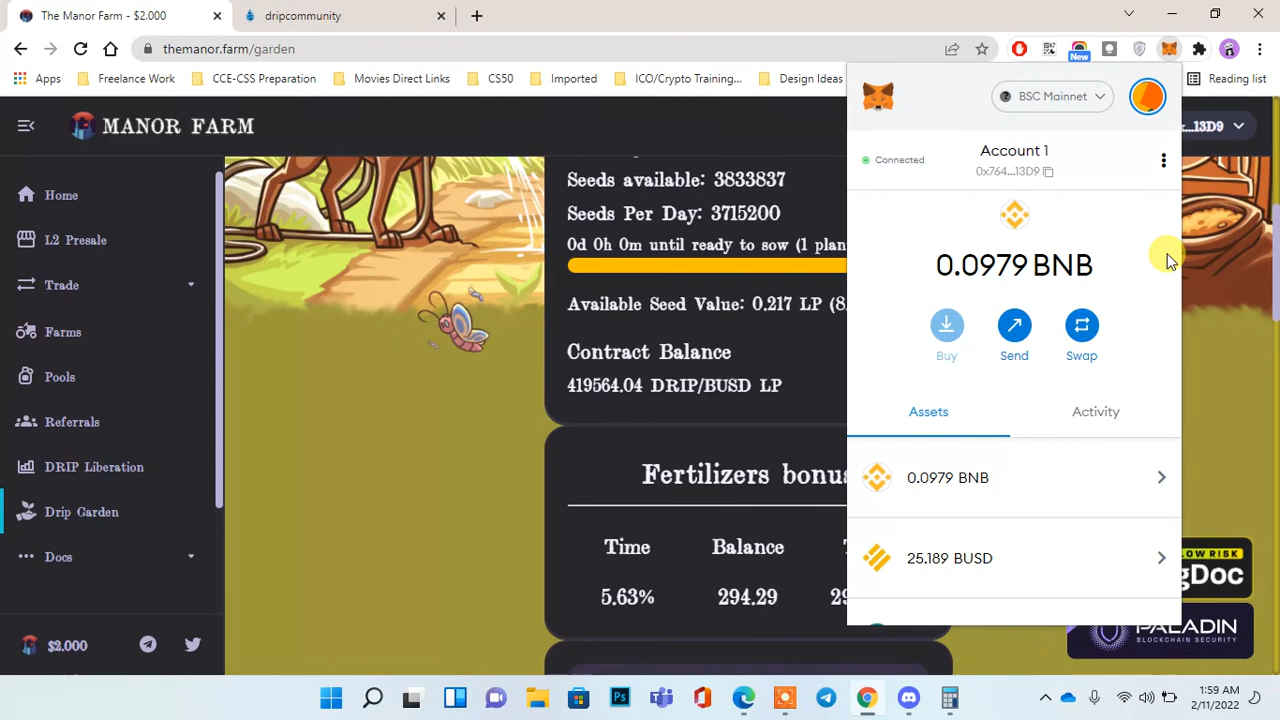 The Manor Farm - $2.000
dripcommunity
themanor.farm/garden
New
Apps
Freelance Work
CCE-CSS Preparation
Movies Direct Links
CS50
Imported
ICO/Crypto Training...
Design Ideas
Reading list
MANOR FARM
...13D9
BSC Mainnet
Connected
Account 1
0x764...13D9
0.0979 BNB
Buy
Send
Swap
Assets
Activity
0.0979 BNB
25.189 BUSD
Home
L2 Presale
Trade
Farms
Pools
Referrals
DRIP Liberation
Drip Garden
Docs
$2.000
Seeds available: 3833837
Seeds Per Day: 3715200
0d 0h 0m until ready to sow (1 plan
Available Seed Value: 0.217 LP (8
Contract Balance
419564.04 DRIP/BUSD LP
Fertilizers bonus
Time
Balance
5.63%
294.29
29
LOW RISK
gDoc
PALADIN
BLOCKCHAIN SECURITY
1:59 AM
2/11/2022